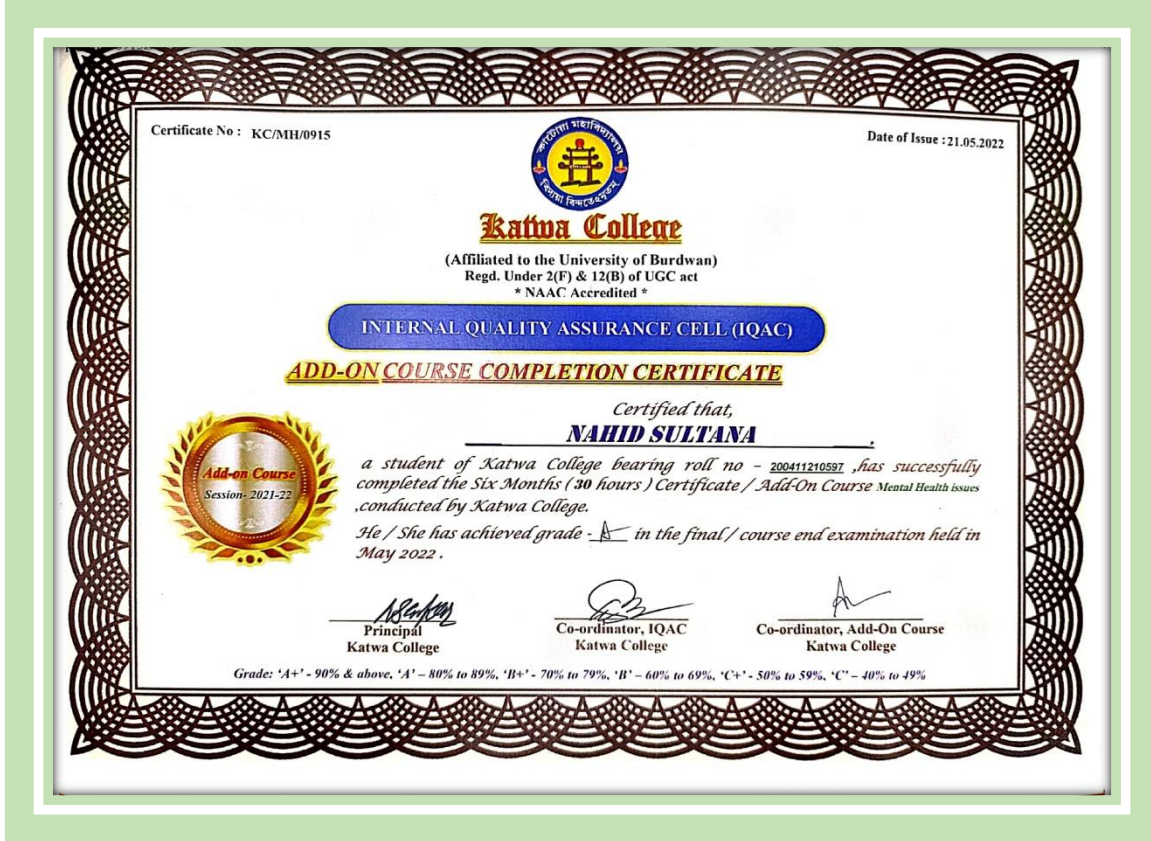 Certificate No : KC/MH/0915
Date of Issue : 21.05.2022
কাটোয়া মহাবিদ্যালয়
বিদ্যয়া বিন্দতেঽমৃতম্
Katwa College
(Affiliated to the University of Burdwan)
Regd. Under 2(F) & 12(B) of UGC act
* NAAC Accredited *
INTERNAL QUALITY ASSURANCE CELL (IQAC)
ADD-ON COURSE COMPLETION CERTIFICATE
Certified that,
NAHID SULTANA .
Add-on Course
Session- 2021-22
a student of Katwa College bearing roll no - 200411210597 ,has successfully
completed the Six Months ( 30 hours ) Certificate / Add-On Course Mental Health issues
,conducted by Katwa College.
He / She has achieved grade - A in the final / course end examination held in
May 2022 .
Principal
Katwa College
Co-ordinator, IQAC
Katwa College
Co-ordinator, Add-On Course
Katwa College
Grade: ‘A+’ - 90% & above, ‘A’ – 80% to 89%, ‘B+’ - 70% to 79%, ‘B’ – 60% to 69%, ‘C+’ - 50% to 59%, ‘C’ – 40% to 49%